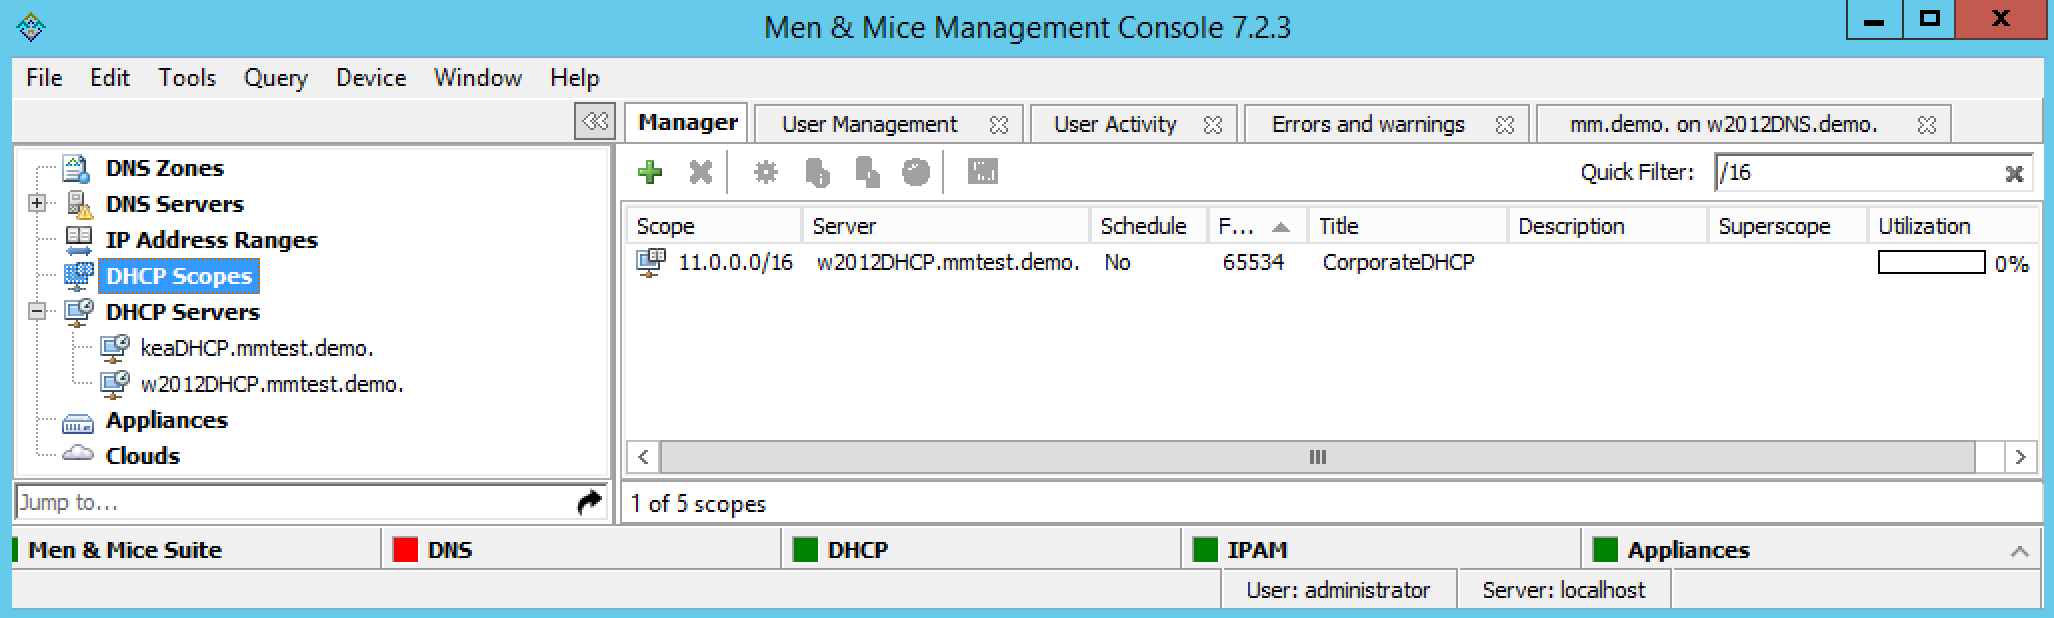 Men & Mice Management Console 7.2.3
File Edit Tools Query Device Window Help
Manager User Management User Activity Errors and warnings mm.demo. on w2012DNS.demo.
Quick Filter: /16
DNS Zones
DNS Servers
IP Address Ranges
DHCP Scopes
DHCP Servers
keaDHCP.mmtest.demo.
w2012DHCP.mmtest.demo.
Appliances
Clouds
Jump to...
Scope Server Schedule F... Title Description Superscope Utilization
11.0.0.0/16 w2012DHCP.mmtest.demo. No 65534 CorporateDHCP 0%
1 of 5 scopes
Men & Mice Suite DNS DHCP IPAM Appliances
User: administrator Server: localhost